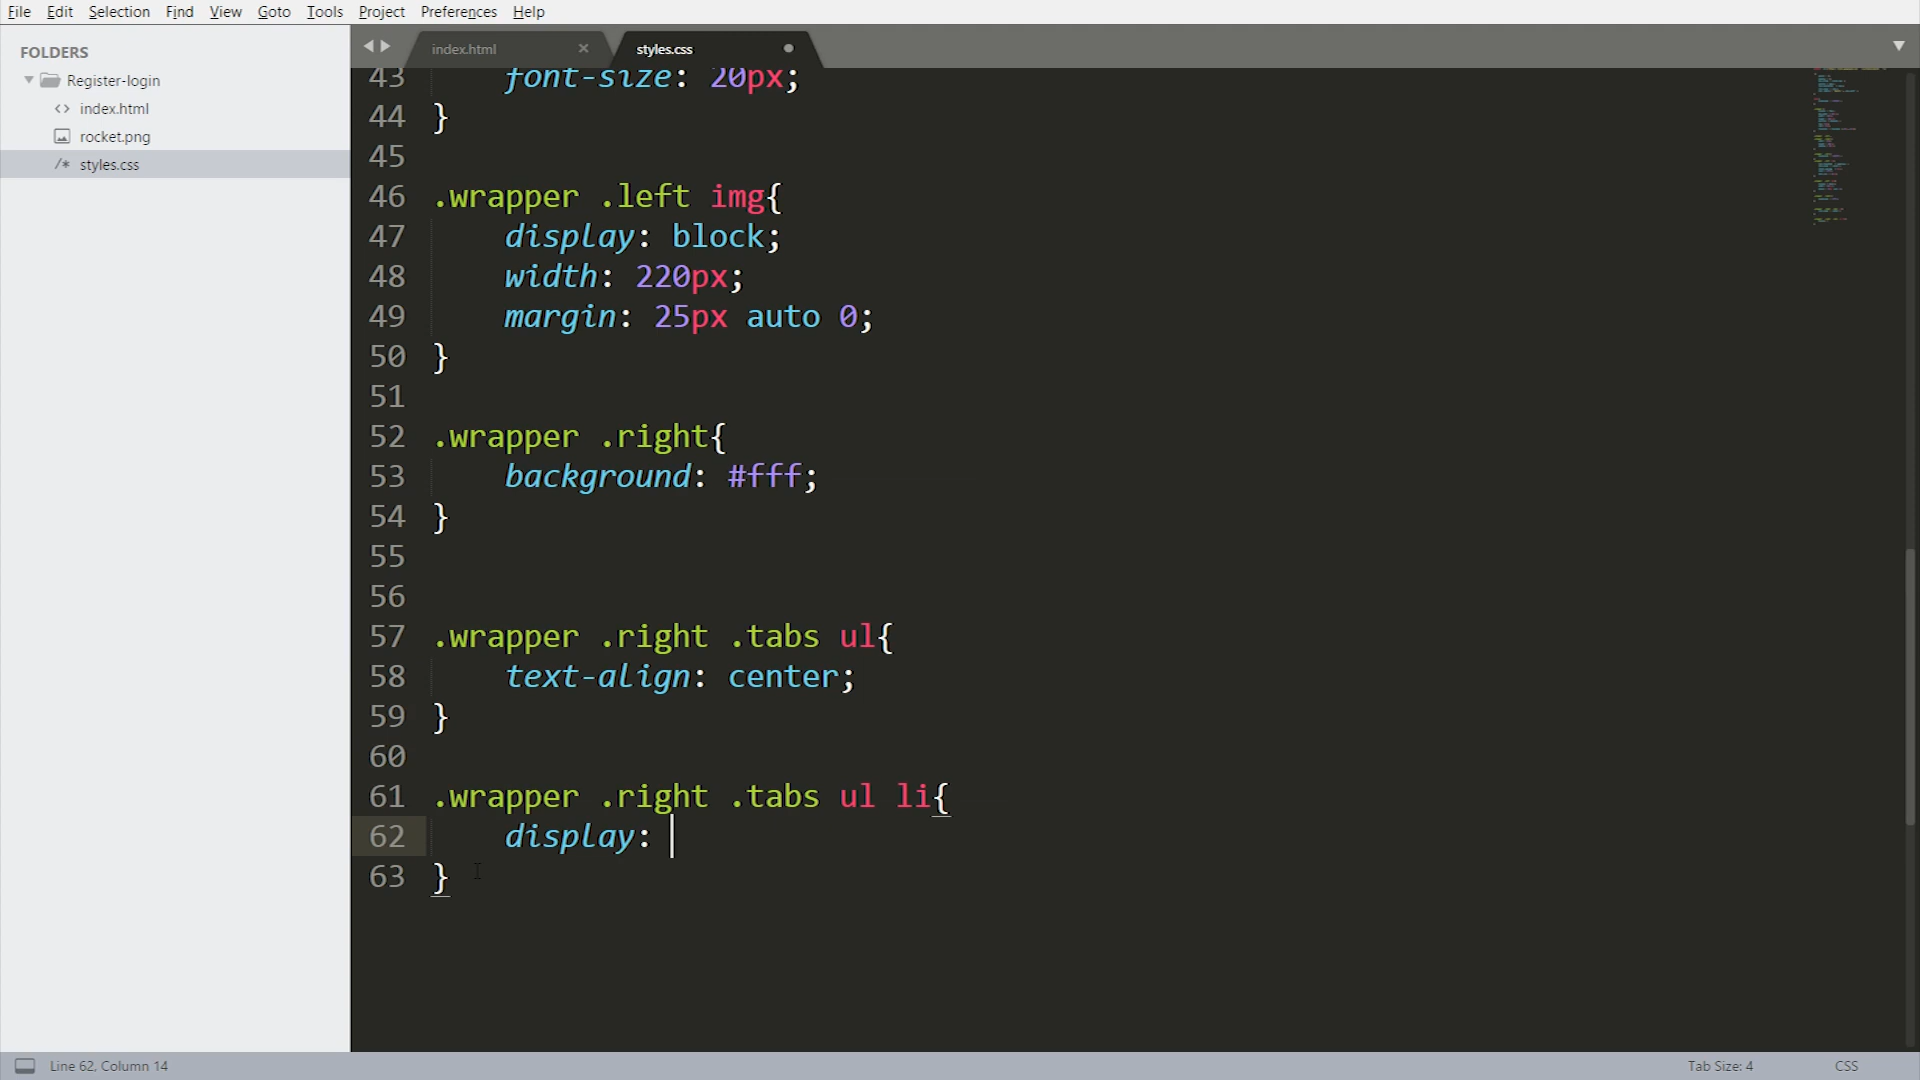 File Edit Selection Find View Goto Tools Project Preferences Help
FOLDERS
Register-login
index.html
rocket.png
styles.css
index.html
styles.css
43 font-size: 20px;
44 }
45
46 .wrapper .left img{
47 display: block;
48 width: 220px;
49 margin: 25px auto 0;
50 }
51
52 .wrapper .right{
53 background: #fff;
54 }
55
56
57 .wrapper .right .tabs ul{
58 text-align: center;
59 }
60
61 .wrapper .right .tabs ul li{
62 display:
63 }
Line 62, Column 14
Tab Size: 4
CSS